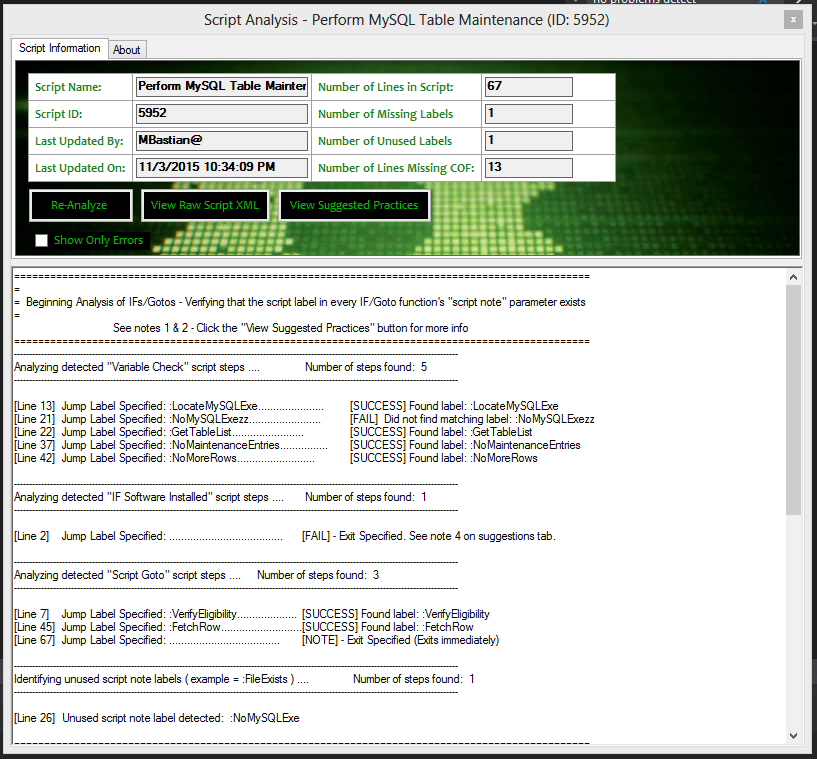 no problems detect
Script Analysis - Perform MySQL Table Maintenance (ID: 5952)
x
Script Information
About
Script Name: Perform MySQL Table Mainter Number of Lines in Script: 67
Script ID: 5952 Number of Missing Labels 1
Last Updated By: MBastian@ Number of Unused Labels 1
Last Updated On: 11/3/2015 10:34:09 PM Number of Lines Missing COF: 13
Re-Analyze View Raw Script XML View Suggested Practices
Show Only Errors
================================================================================================
=
= Beginning Analysis of IFs/Gotos - Verifying that the script label in every IF/Goto function's "script note" parameter exists
=
See notes 1 & 2 - Click the "View Suggested Practices" button for more info
================================================================================================
----------------------------------------------------------------------------------------------------
Analyzing detected "Variable Check" script steps .... Number of steps found: 5
----------------------------------------------------------------------------------------------------
[Line 13] Jump Label Specified: :LocateMySQLExe...................... [SUCCESS] Found label: :LocateMySQLExe
[Line 21] Jump Label Specified: :NoMySQLExezz........................ [FAIL] Did not find matching label: :NoMySQLExezz
[Line 22] Jump Label Specified: :GetTableList........................ [SUCCESS] Found label: :GetTableList
[Line 37] Jump Label Specified: :NoMaintenanceEntries................ [SUCCESS] Found label: :NoMaintenanceEntries
[Line 42] Jump Label Specified: :NoMoreRows.......................... [SUCCESS] Found label: :NoMoreRows
----------------------------------------------------------------------------------------------------
Analyzing detected "IF Software Installed" script steps .... Number of steps found: 1
----------------------------------------------------------------------------------------------------
[Line 2] Jump Label Specified: ...................................... [FAIL] - Exit Specified. See note 4 on suggestions tab.
----------------------------------------------------------------------------------------------------
Analyzing detected "Script Goto" script steps .... Number of steps found: 3
----------------------------------------------------------------------------------------------------
[Line 7] Jump Label Specified: :VerifyEligibility.................... [SUCCESS] Found label: :VerifyEligibility
[Line 45] Jump Label Specified: :FetchRow...........................[SUCCESS] Found label: :FetchRow
[Line 67] Jump Label Specified: ..................................... [NOTE] - Exit Specified (Exits immediately)
----------------------------------------------------------------------------------------------------
Identifying unused script note labels ( example = :FileExists ) .... Number of steps found: 1
----------------------------------------------------------------------------------------------------
[Line 26] Unused script note label detected: :NoMySQLExe
================================================================================================